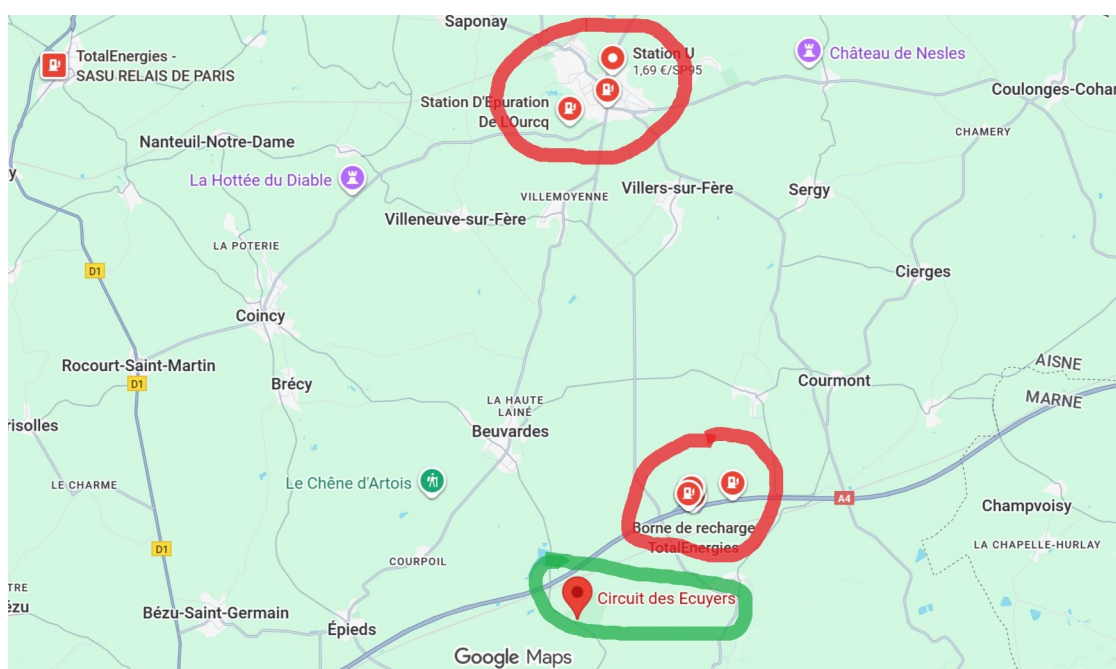 Saponay
TotalEnergies -
SASU RELAIS DE PARIS
Station U
1,69 €/SP95
Château de Nesles
Station D'Épuration
De L'Ourcq
Coulonges-Cohan
CHAMERY
Nanteuil-Notre-Dame
y
La Hottée du Diable
VILLEMOYENNE
Villers-sur-Fère
Sergy
Villeneuve-sur-Fère
LA POTERIE
D1
Cierges
Coincy
Rocourt-Saint-Martin
D1
Brécy
Courmont
AISNE
MARNE
LA HAUTE
LAINÉ
Beuvardes
risolles
LE CHARME
Le Chêne d'Artois
A4
Champvoisy
Borne de recharge
TotalEnergies
LA CHAPELLE-HURLAY
D1
COURPOIL
TRE
ézu
Bézu-Saint-Germain
Épieds
Circuit des Ecuyers
Google Maps